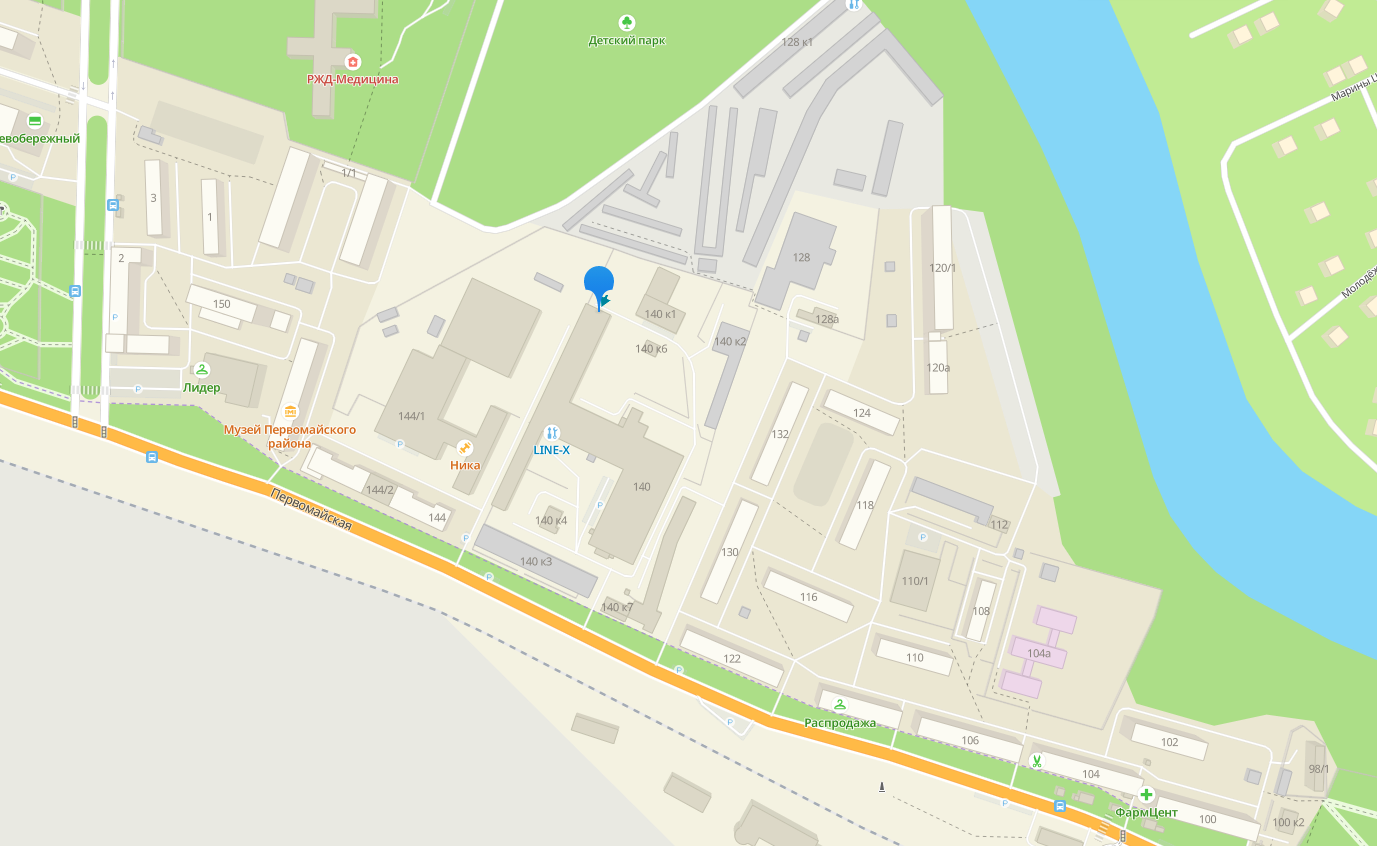 Детский парк
128 к1
РЖД-Медицина
Марины Ц
евобережный
1/1
3
1
2
128
120/1
Молодёж
150
140 к1
128а
140 к6
140 к2
120а
Лидер
144/1
124
Музей Первомайского
района
132
LINE-X
Ника
140
144/2
118
Первомайская
144
140 к4
112
130
140 к3
110/1
116
108
140 к7
104а
122
110
Распродажа
106
102
98/1
104
ФармЦент
100
100 к2
P
P
P
P
P
P
P
P
P
P
P